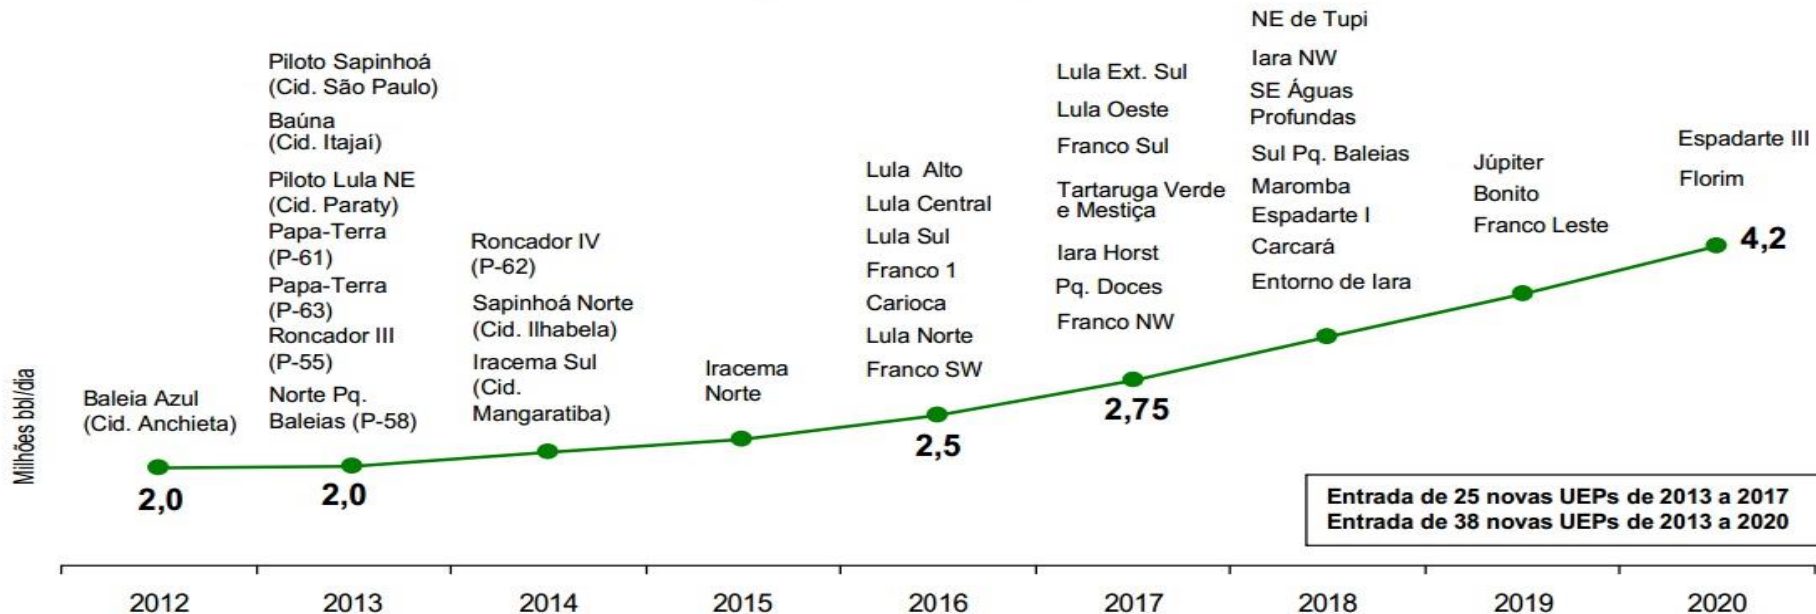 Milhões bbl/dia
Baleia Azul
(Cid. Anchieta)
2,0
Piloto Sapinhoá
(Cid. São Paulo)
Baúna
(Cid. Itajaí)
Piloto Lula NE
(Cid. Paraty)
Papa-Terra
(P-61)
Papa-Terra
(P-63)
Roncador III
(P-55)
Norte Pq.
Baleias (P-58)
2,0
Roncador IV
(P-62)
Sapinhoá Norte
(Cid. Ilhabela)
Iracema Sul
(Cid.
Mangaratiba)
Iracema
Norte
Lula Alto
Lula Central
Lula Sul
Franco 1
Carioca
Lula Norte
Franco SW
2,5
Lula Ext. Sul
Lula Oeste
Franco Sul
Tartaruga Verde
e Mestiça
Iara Horst
Pq. Doces
Franco NW
2,75
NE de Tupi
Iara NW
SE Águas
Profundas
Sul Pq. Baleias
Maromba
Espadarte I
Carcará
Entorno de Iara
Júpiter
Bonito
Franco Leste
Espadarte III
Florim
4,2
Entrada de 25 novas UEPs de 2013 a 2017
Entrada de 38 novas UEPs de 2013 a 2020
2012 2013 2014 2015 2016 2017 2018 2019 2020